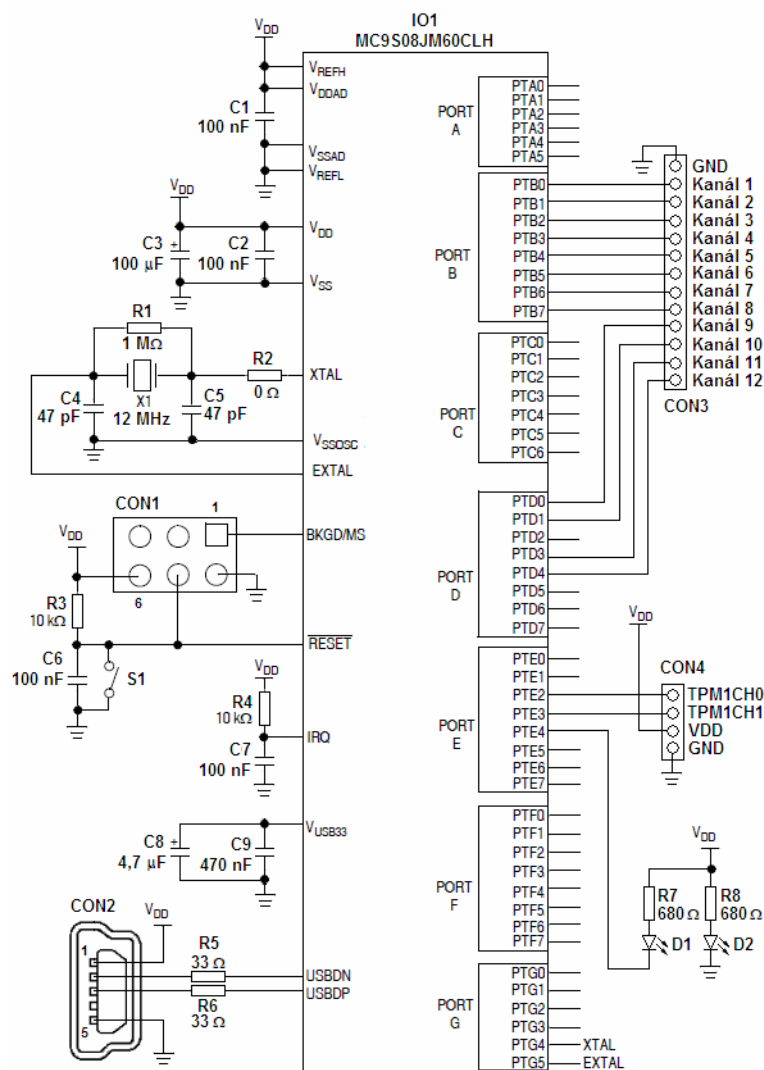 IO1
MC9S08JM60CLH
VDD
VREFH
VDDAD
C1
100 nF
VSSAD
VREFL
VDD
VDD
C3
+
100 µF
C2
100 nF
VSS
R1
1 MΩ
R2
0 Ω
XTAL
X1
12 MHz
C4
47 pF
C5
47 pF
VSSOSC
EXTAL
CON1
1
6
BKGD/MS
VDD
R3
10 kΩ
RESET
C6
100 nF
S1
VDD
R4
10 kΩ
IRQ
C7
100 nF
VUSB33
C8
+
4,7 µF
C9
470 nF
CON2
VDD
1
5
R5
33 Ω
USBDN
USBDP
R6
33 Ω
PORT
A
PTA0
PTA1
PTA2
PTA3
PTA4
PTA5
PORT
B
PTB0
PTB1
PTB2
PTB3
PTB4
PTB5
PTB6
PTB7
PORT
C
PTC0
PTC1
PTC2
PTC3
PTC4
PTC5
PTC6
PORT
D
PTD0
PTD1
PTD2
PTD3
PTD4
PTD5
PTD6
PTD7
PORT
E
PTE0
PTE1
PTE2
PTE3
PTE4
PTE5
PTE6
PTE7
PORT
F
PTF0
PTF1
PTF2
PTF3
PTF4
PTF5
PTF6
PTF7
PORT
G
PTG0
PTG1
PTG2
PTG3
PTG4
PTG5
XTAL
EXTAL
GND
Kanál 1
Kanál 2
Kanál 3
Kanál 4
Kanál 5
Kanál 6
Kanál 7
Kanál 8
Kanál 9
Kanál 10
Kanál 11
Kanál 12
CON3
VDD
CON4
TPM1CH0
TPM1CH1
VDD
GND
VDD
R7
680 Ω
R8
680 Ω
D1
D2